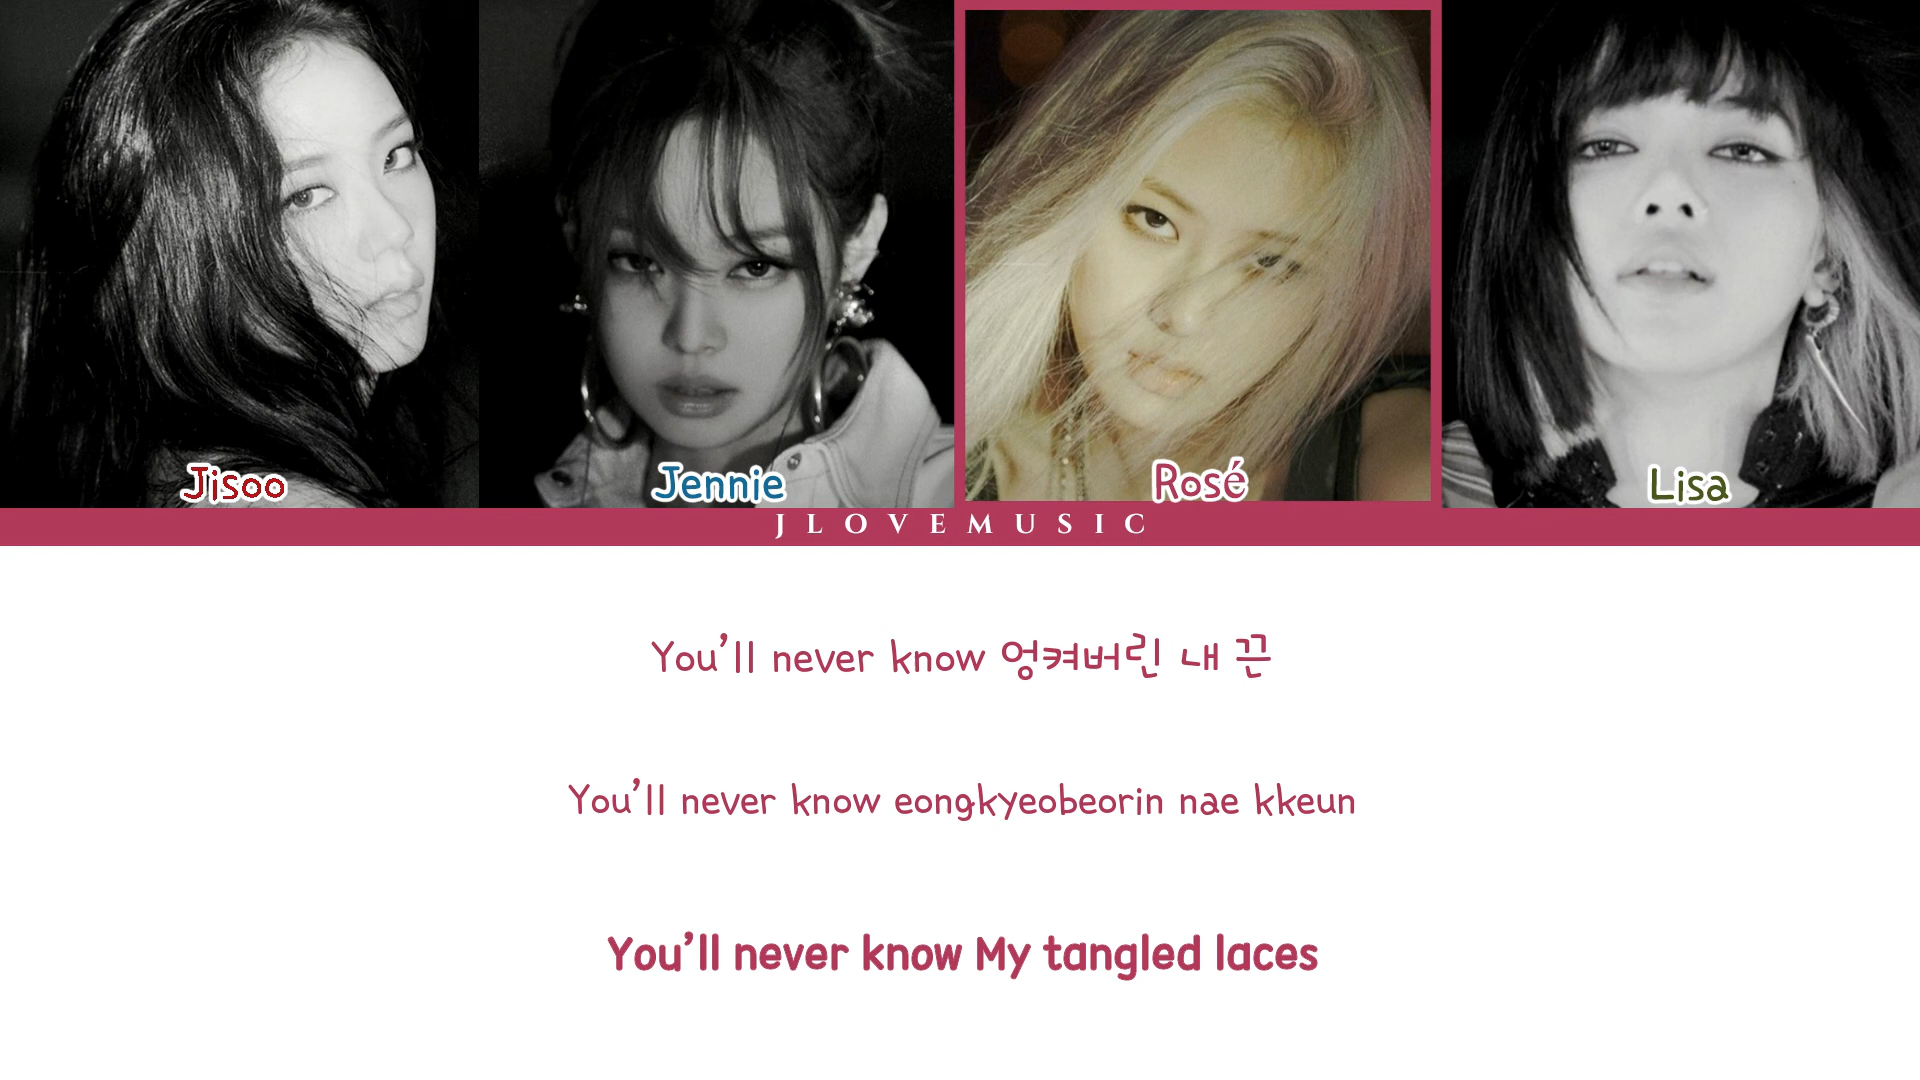 Jisoo
Jennie
Rosé
Lisa
JLOVEMUSIC
You'll never know 엉켜버린 내 끈
You'll never know eongkyeobeorin nae kkeun
You'll never know My tangled laces